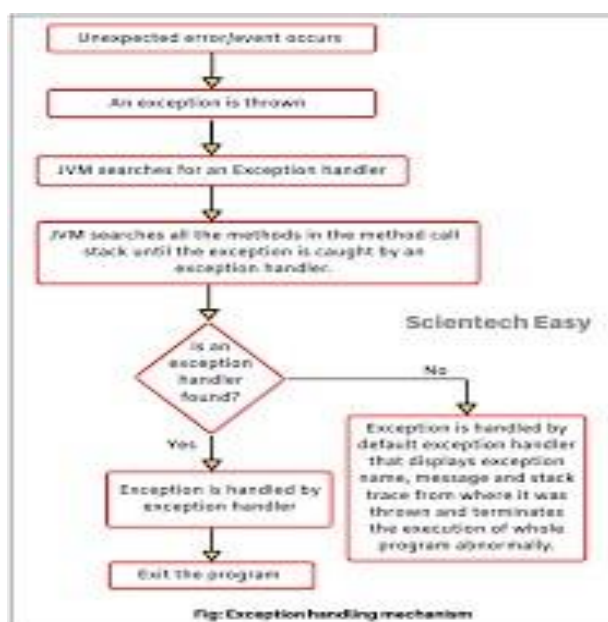 Unexpected error/event occurs
An exception is thrown
JVM searches for an Exception handler
JVM searches all the methods in the method call
stack until the exception is caught by an
exception handler.
Scientech Easy
Is an
exception
handler
found?
No
Yes
Exception is handled by
default exception handler
that displays exception
name, message and stack
trace from where it was
thrown and terminates
the execution of whole
program abnormally.
Exception is handled by
exception handler
Exit the program
Fig: Exception handling mechanism